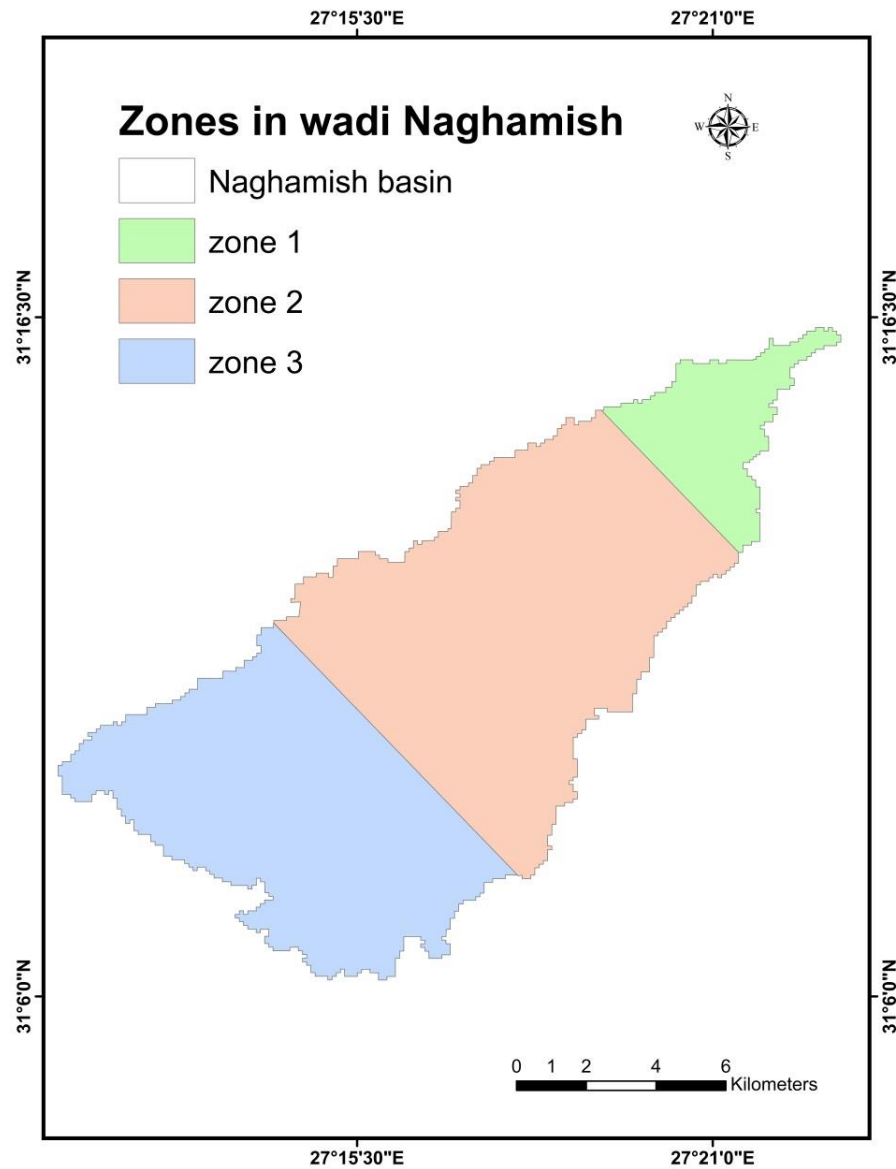 27°15'30"E 27°21'0"E
Zones in wadi Naghamish
N
W E
S
Naghamish basin
zone 1
zone 2
zone 3
31°16'30"N 31°16'30"N
31°6'0"N 31°6'0"N
0 1 2 4 6
Kilometers
27°15'30"E 27°21'0"E